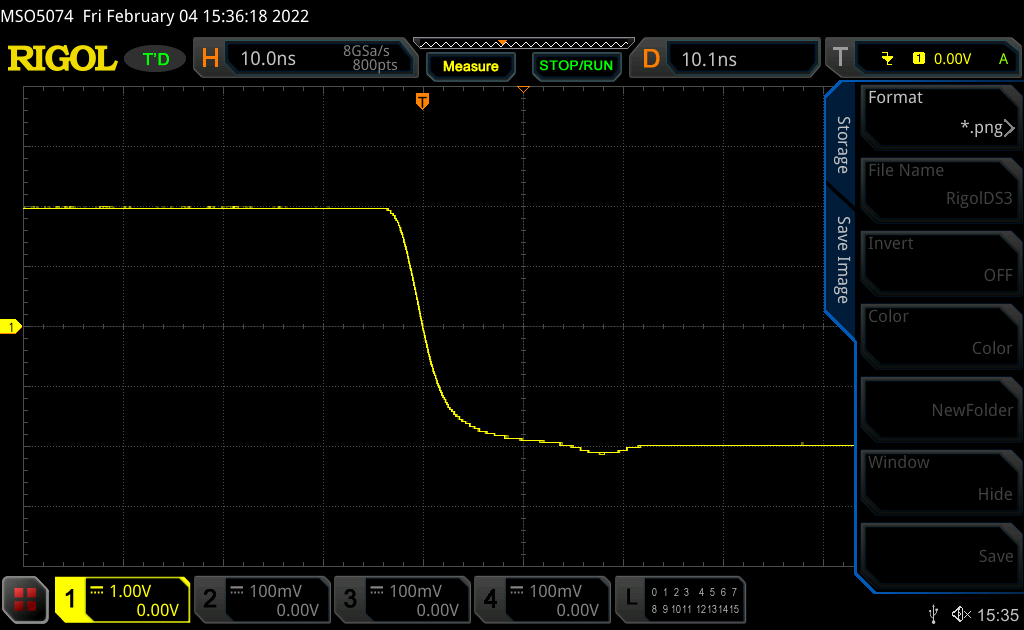 MSO5074 Fri February 04 15:36:18 2022
RIGOL T'D H 10.0ns 8GSa/s 800pts Measure STOP/RUN D 10.1ns T 1 0.00V A
T
1
Storage
Save Image
Format
*.png
File Name
RigolDS3
Invert
OFF
Color
Color
NewFolder
Window
Hide
Save
1 1.00V 0.00V
2 100mV 0.00V
3 100mV 0.00V
4 100mV 0.00V
L 0 1 2 3 4 5 6 7
8 9 10 11 12 13 14 15
15:35